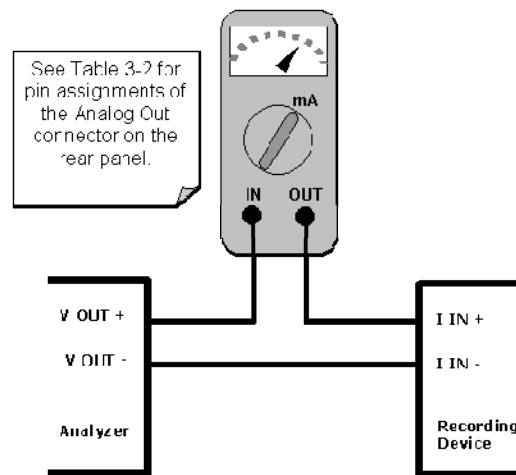 See Table 3-2 for
pin assignments of
the Analog Out
connector on the
rear panel.
mA
IN OUT
V OUT +
I IN +
V OUT -
I IN -
Analyzer
Recording
Device